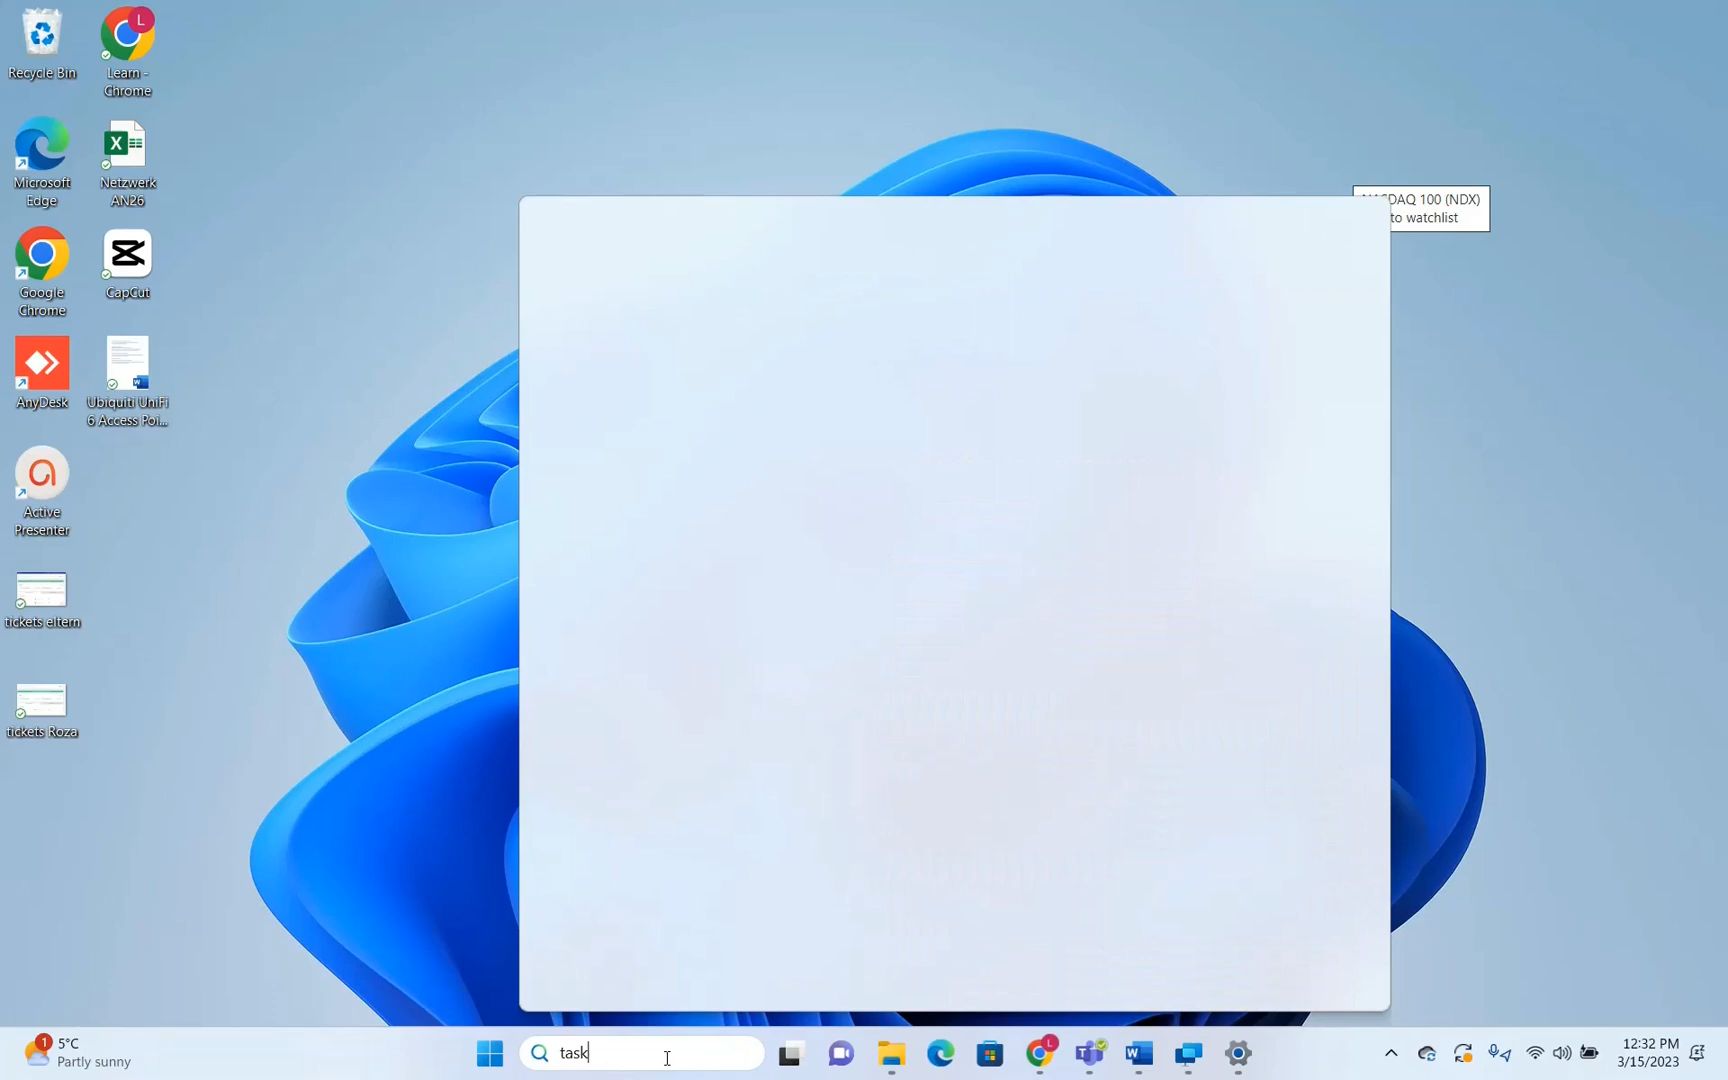 Recycle Bin
L
Learn -
Chrome
Microsoft
Edge
X
Netzwerk
AN26
Google
Chrome
CapCut
AnyDesk
Ubiquiti UniFi
6 Access Poi...
Active
Presenter
tickets eltern
tickets Roza
100 (NDX)
to watchlist
1
5°C
Partly sunny
task
L
W
12:32 PM
3/15/2023